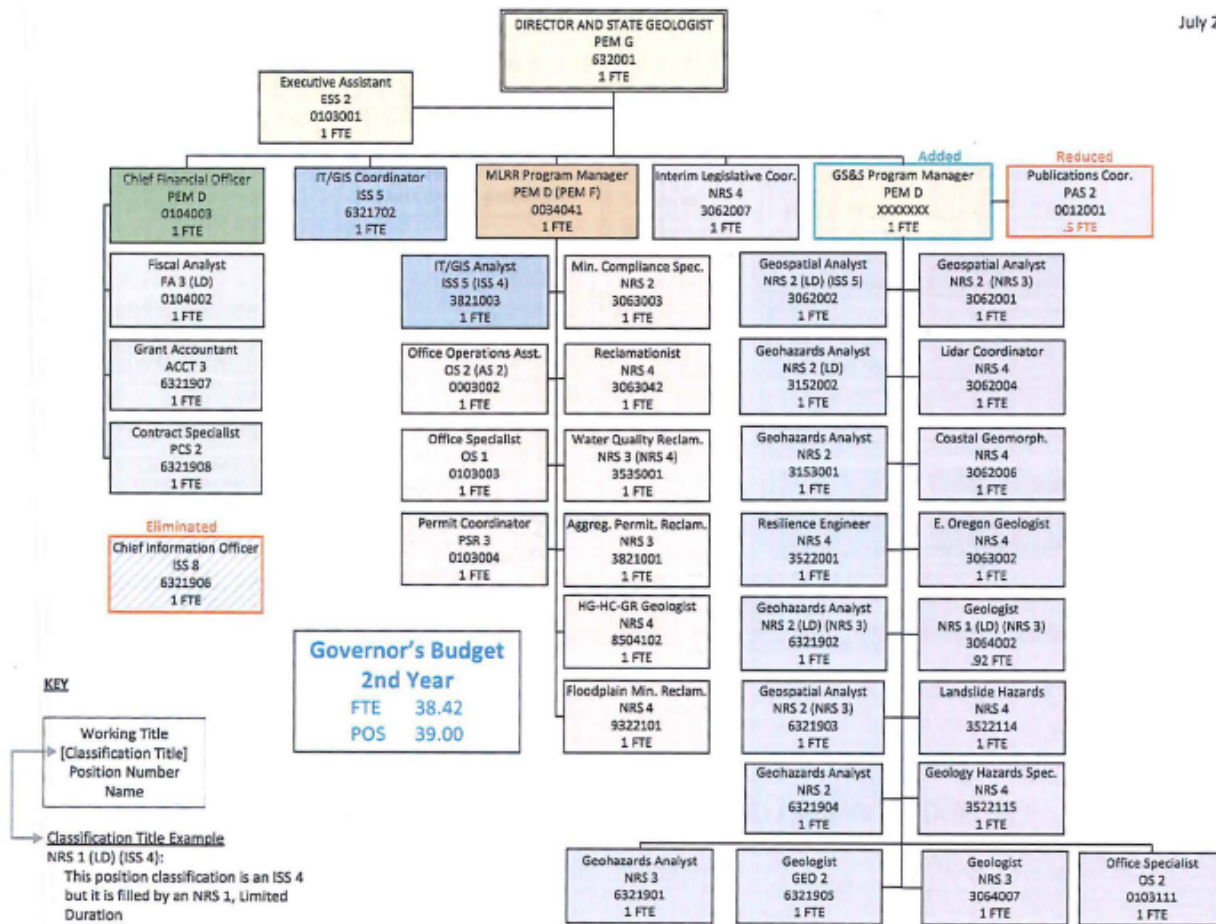 July 2
DIRECTOR AND STATE GEOLOGIST
PEM G
632001
1 FTE
Executive Assistant
ESS 2
0103001
1 FTE
Chief Financial Officer
PEM D
0104003
1 FTE
IT/GIS Coordinator
ISS 5
6321702
1 FTE
MLRR Program Manager
PEM D (PEM F)
0034041
1 FTE
Interim Legislative Coor.
NRS 4
3062007
1 FTE
Added
GS&S Program Manager
PEM D
XXXXXXX
1 FTE
Reduced
Publications Coor.
PAS 2
0012001
.5 FTE
Fiscal Analyst
FA 3 (LD)
0104002
1 FTE
Grant Accountant
ACCT 3
6321907
1 FTE
Contract Specialist
PCS 2
6321908
1 FTE
Eliminated
Chief Information Officer
ISS 8
6321906
1 FTE
IT/GIS Analyst
ISS 5 (ISS 4)
3821003
1 FTE
Min. Compliance Spec.
NRS 2
3063003
1 FTE
Office Operations Asst.
OS 2 (AS 2)
0003002
1 FTE
Reclamationist
NRS 4
3063042
1 FTE
Office Specialist
OS 1
0103003
1 FTE
Water Quality Reclam.
NRS 3 (NRS 4)
3535001
1 FTE
Permit Coordinator
PSR 3
0103004
1 FTE
Aggreg. Permit. Reclam.
NRS 3
3821001
1 FTE
HG-HC-GR Geologist
NRS 4
8504102
1 FTE
Floodplain Min. Reclam.
NRS 4
9322101
1 FTE
Geospatial Analyst
NRS 2 (LD) (ISS 5)
3062002
1 FTE
Geospatial Analyst
NRS 2 (NRS 3)
3062001
1 FTE
Geohazards Analyst
NRS 2 (LD)
3152002
1 FTE
Lidar Coordinator
NRS 4
3062004
1 FTE
Geohazards Analyst
NRS 2
3153001
1 FTE
Coastal Geomorph.
NRS 4
3062006
1 FTE
Resilience Engineer
NRS 4
3522001
1 FTE
E. Oregon Geologist
NRS 4
3063002
1 FTE
Geohazards Analyst
NRS 2 (LD) (NRS 3)
6321902
1 FTE
Geologist
NRS 1 (LD) (NRS 3)
3064002
.92 FTE
Geospatial Analyst
NRS 2 (NRS 3)
6321903
1 FTE
Landslide Hazards
NRS 4
3522114
1 FTE
Geohazards Analyst
NRS 2
6321904
1 FTE
Geology Hazards Spec.
NRS 4
3522115
1 FTE
Geohazards Analyst
NRS 3
6321901
1 FTE
Geologist
GEO 2
6321905
1 FTE
Geologist
NRS 3
3064007
1 FTE
Office Specialist
OS 2
0103111
1 FTE
Governor's Budget
2nd Year
FTE 38.42
POS 39.00
KEY
Working Title
[Classification Title]
Position Number
Name
Classification Title Example
NRS 1 (LD) (ISS 4):
This position classification is an ISS 4
but it is filled by an NRS 1, Limited
Duration